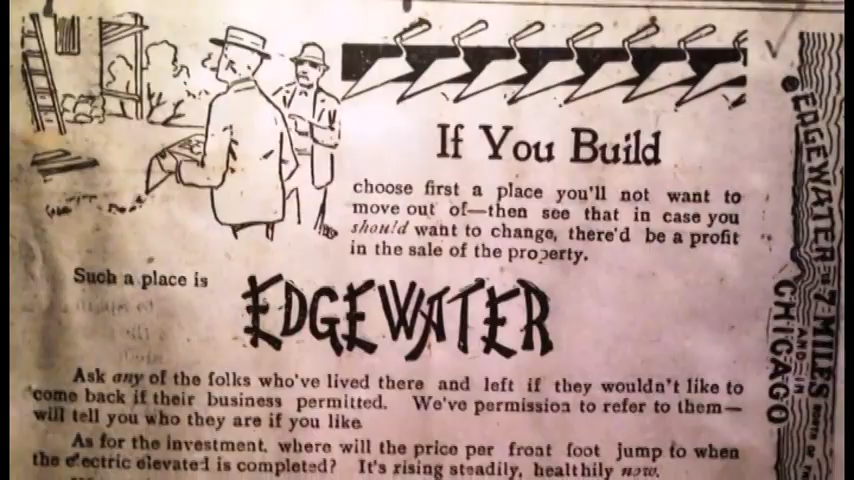 If You Build
choose first a place you'll not want to
move out of—then see that in case you
should want to change, there'd be a profit
in the sale of the property.
Such a place is
EDGEWATER
Ask any of the folks who've lived there and left if they wouldn't like to
come back if their business permitted. We've permission to refer to them—
will tell you who they are if you like.
As for the investment, where will the price per front foot jump to when
the electric elevated is completed? It's rising steadily, healthily now.
EDGEWATER 7 MILES NORTH OF
AND IN
CHICAGO